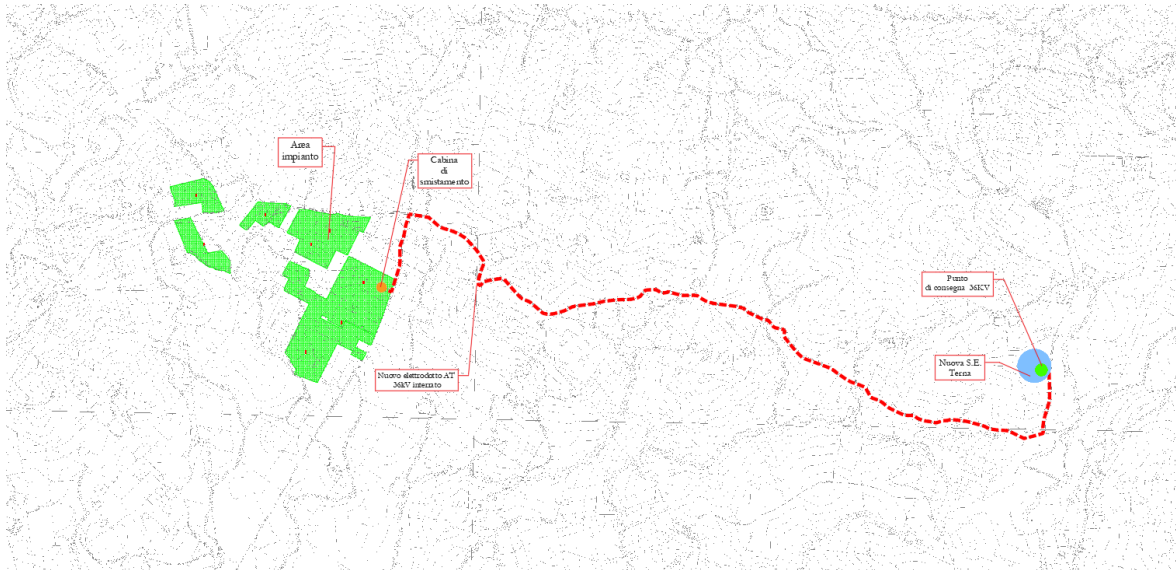 Area
impianto
Cabina
di
smistamento
Punto
di consegna 36KV
Nuova S.E.
Terna
Nuovo elettrodotto AT
36kV interrato